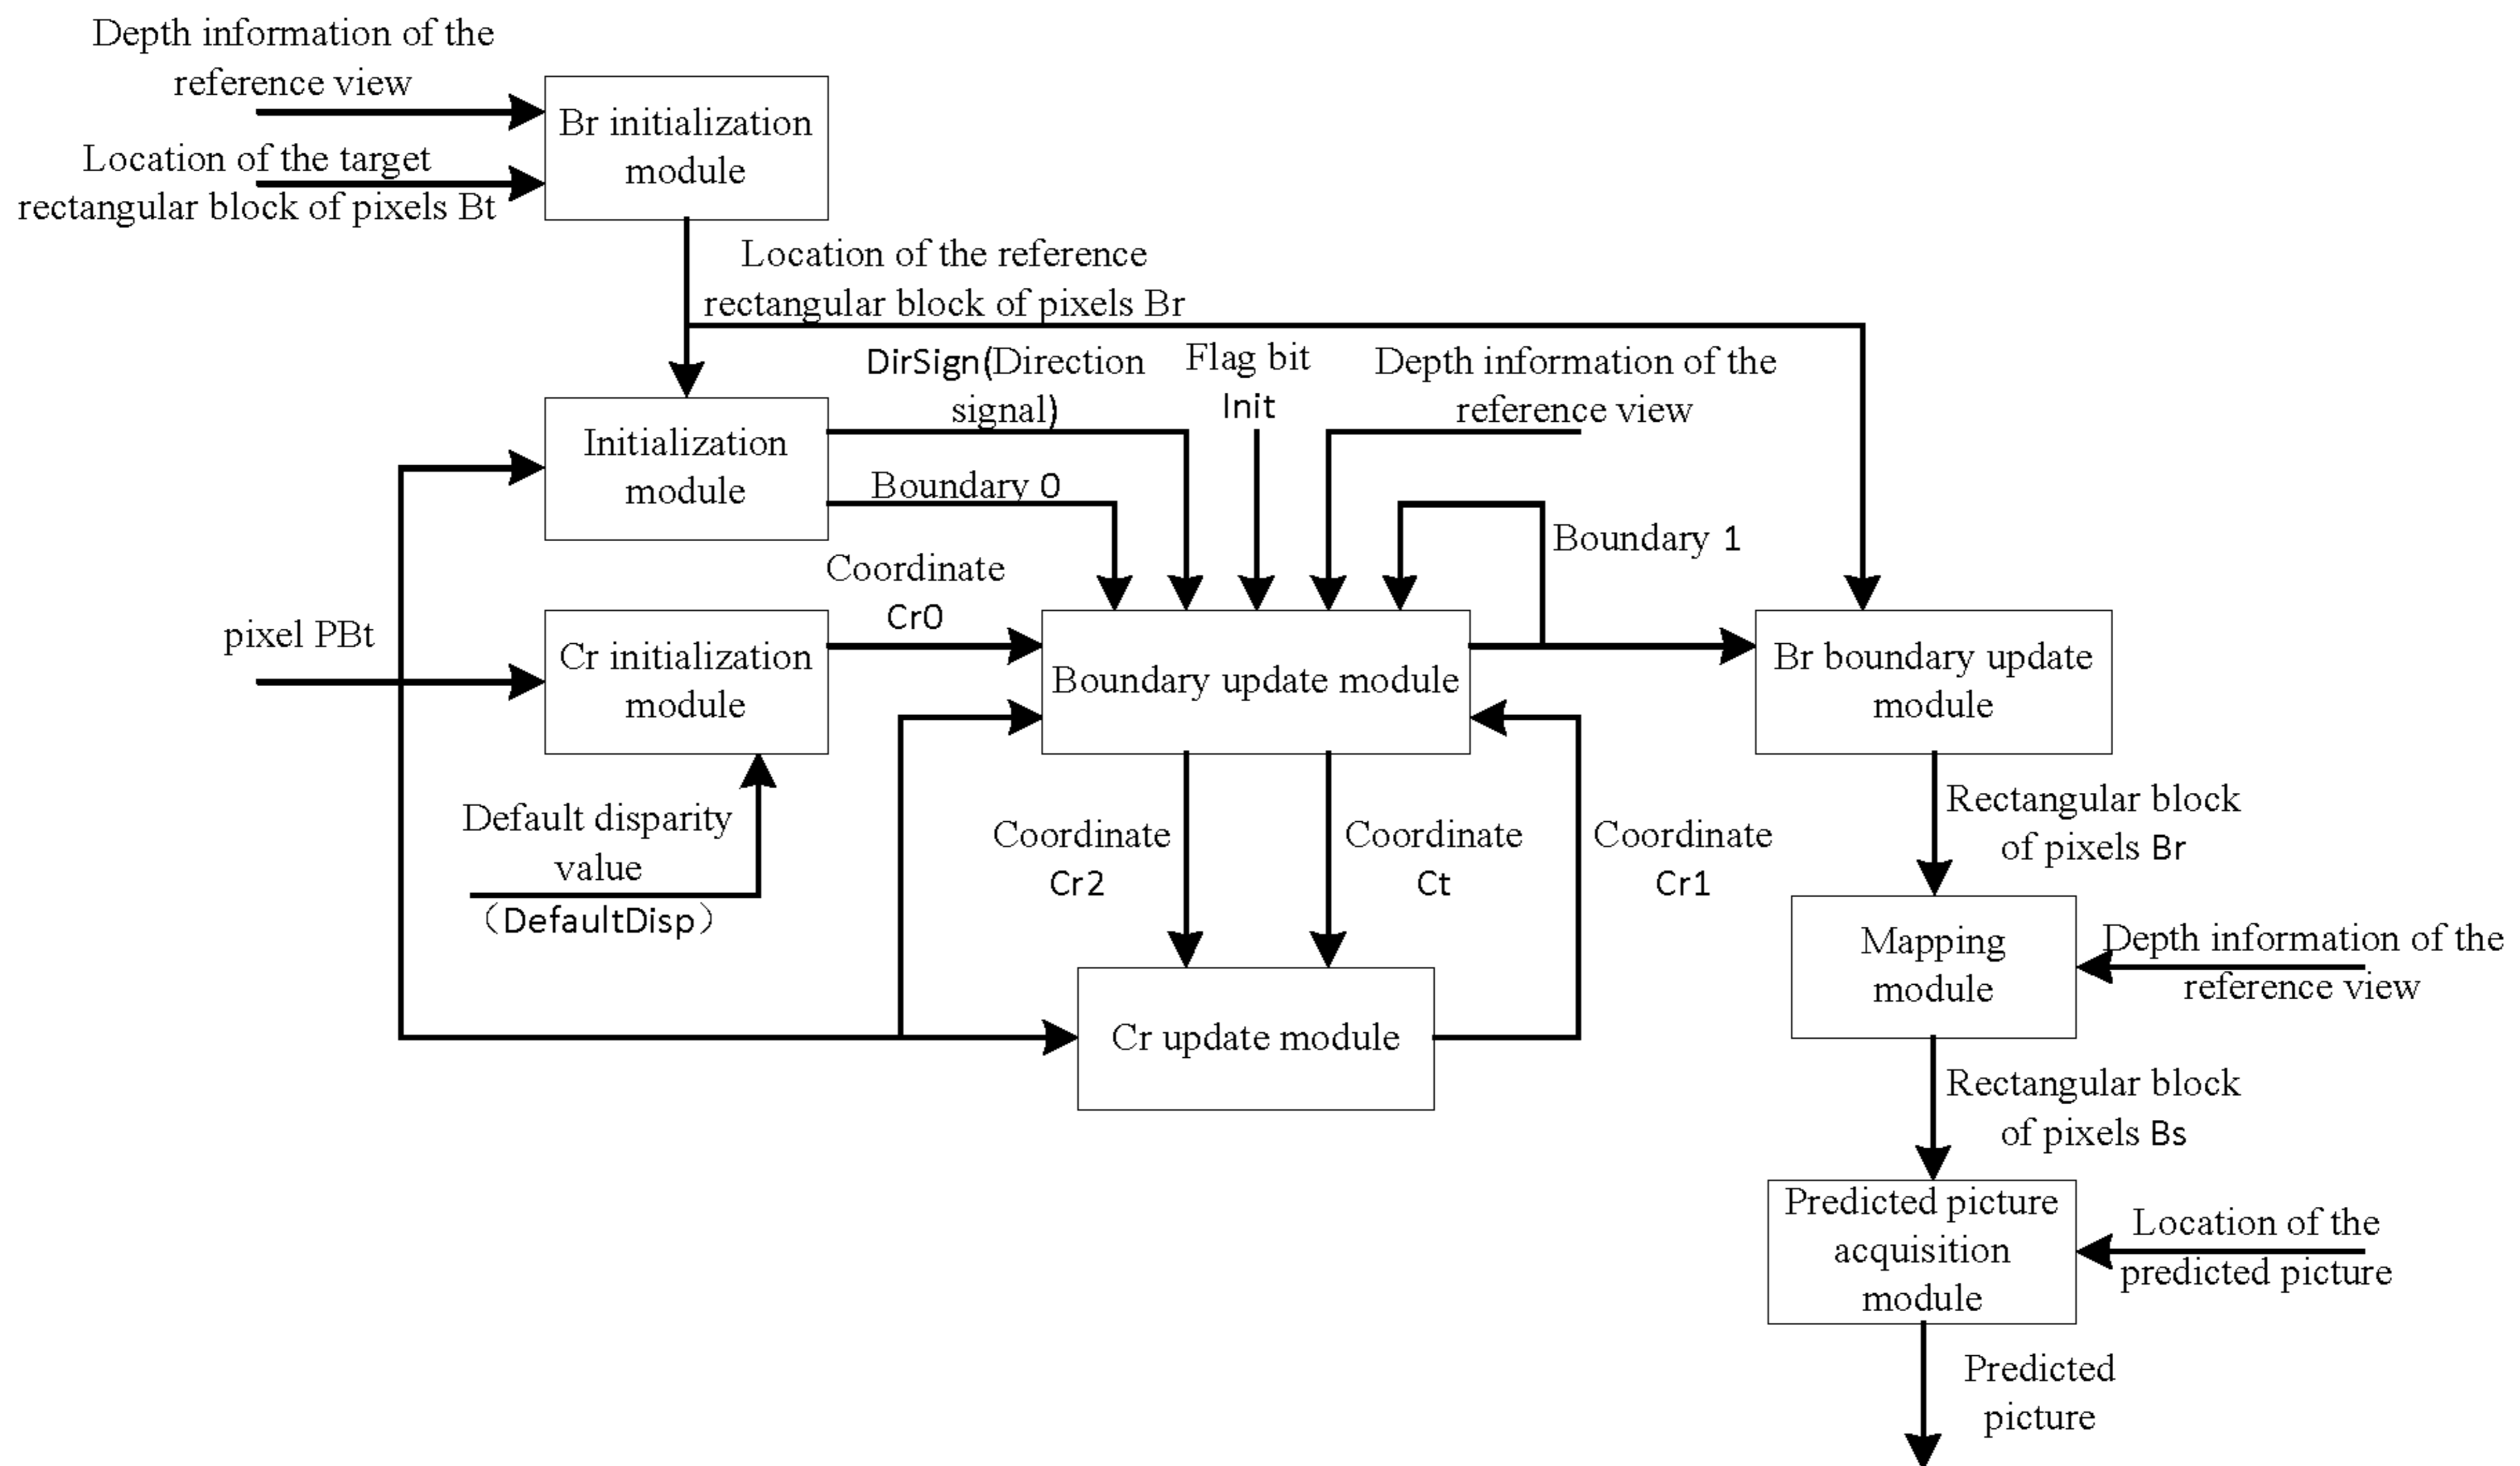 Depth information of the
reference view
Br initialization
module
Location of the target
rectangular block of pixels Bt
Location of the reference
rectangular block of pixels Br
DirSign(Direction
signal)
Flag bit
Init
Depth information of the
reference view
Initialization
module
Boundary 0
Boundary 1
Coordinate
Cr0
pixel PBt
Cr initialization
module
Boundary update module
Br boundary update
module
Default disparity
value
（DefaultDisp）
Coordinate
Cr2
Coordinate
Ct
Coordinate
Cr1
Rectangular block
of pixels Br
Mapping
module
Depth information of the
reference view
Cr update module
Rectangular block
of pixels Bs
Predicted picture
acquisition
module
Location of the
predicted picture
Predicted
picture